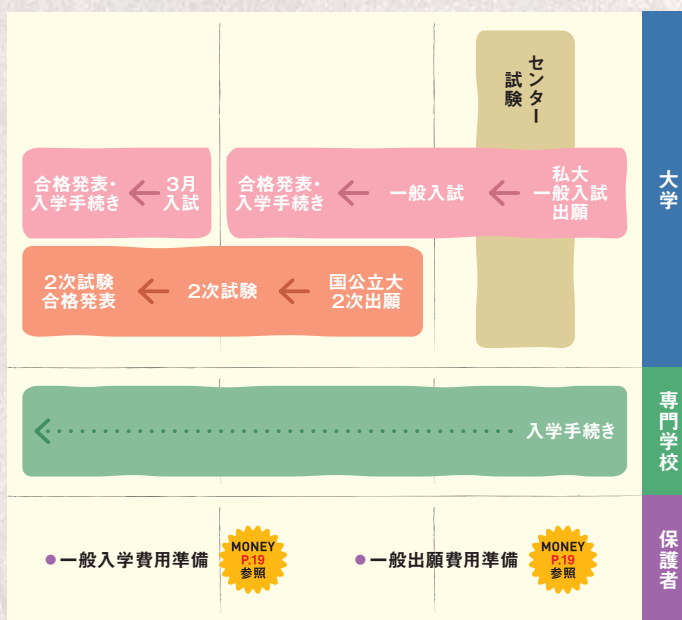 大学
センター
試験
私大
一般入試
出願
一般入試
合格発表・
入学手続き
3月
入試
合格発表・
入学手続き
国公立大
2次出願
2次試験
2次試験
合格発表
専門学校
入学手続き
保護者
●一般出願費用準備
MONEY
P.19
参照
●一般入学費用準備
MONEY
P.19
参照